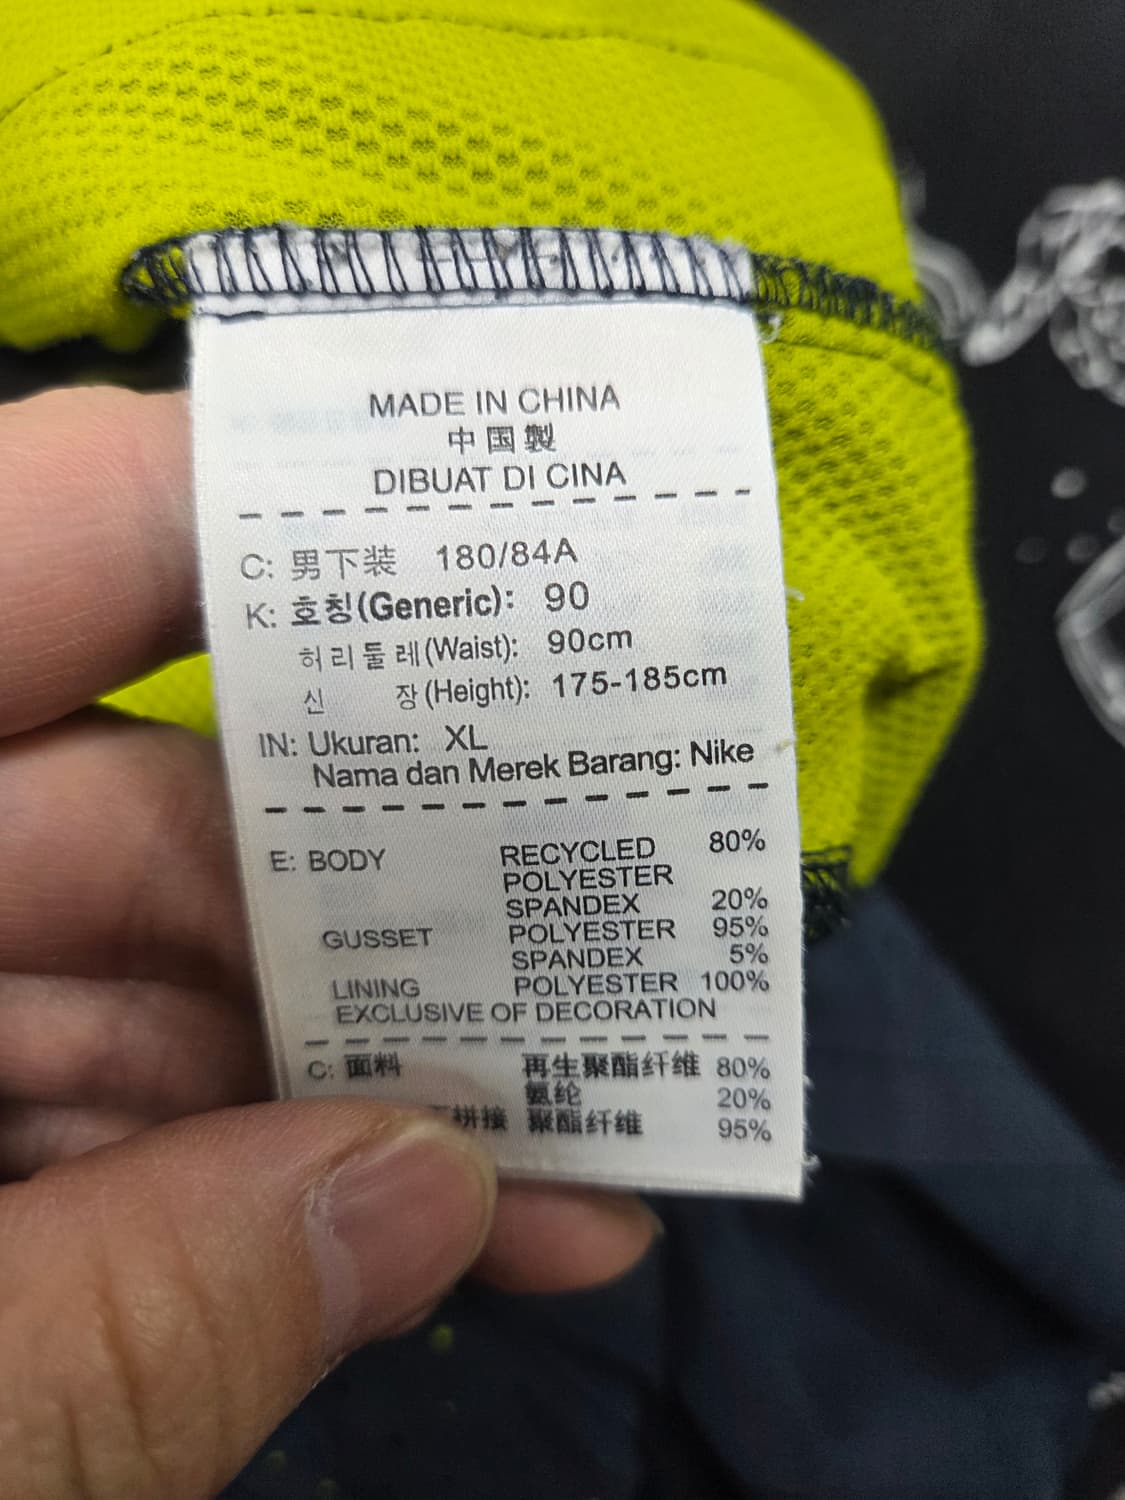 MADE IN CHINA
中国製
DIBUAT DI CINA
C: 男下装 180/84A
K: 호칭(Generic): 90
허리둘레(Waist): 90cm
신 장(Height): 175-185cm
IN: Ukuran: XL
Nama dan Merek Barang: Nike
E: BODY RECYCLED 80%
POLYESTER
SPANDEX 20%
GUSSET POLYESTER 95%
SPANDEX 5%
LINING POLYESTER 100%
EXCLUSIVE OF DECORATION
C: 面料 再生聚酯纤维 80%
氨纶 20%
拼接 聚酯纤维 95%